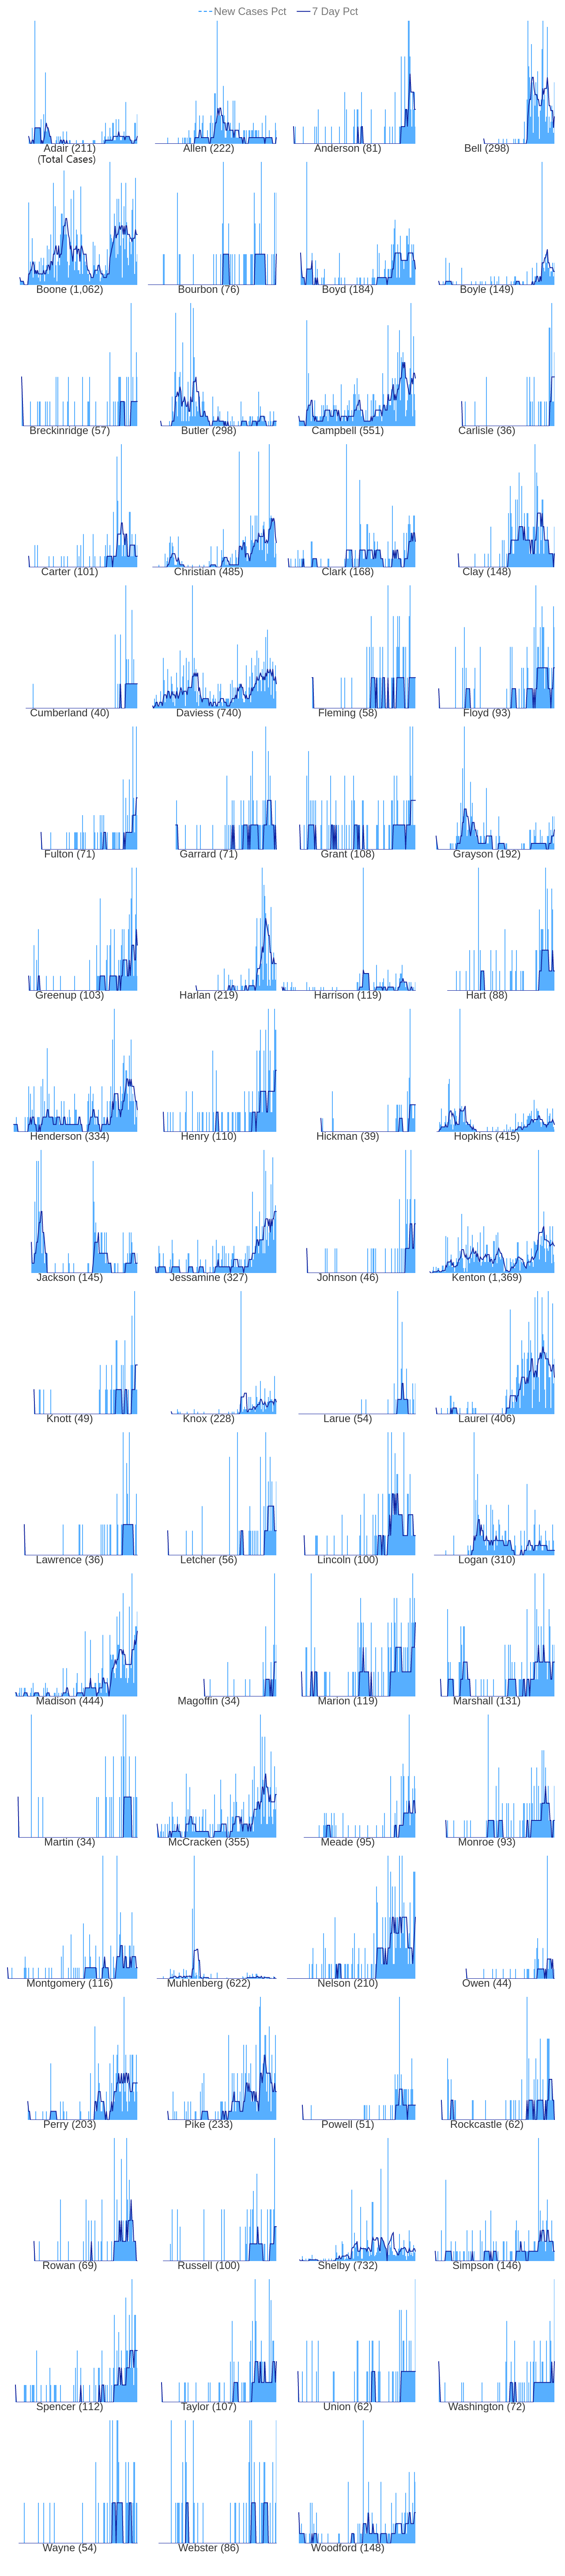 New Cases Pct 7 Day Pct
Adair (211) Allen (222) Anderson (81) Bell (298)
(Total Cases)
Boone (1,062) Bourbon (76) Boyd (184) Boyle (149)
Breckinridge (57) Butler (298) Campbell (551) Carlisle (36)
Carter (101) Christian (485) Clark (168) Clay (148)
Cumberland (40) Daviess (740) Fleming (58) Floyd (93)
Fulton (71) Garrard (71) Grant (108) Grayson (192)
Greenup (103) Harlan (219) Harrison (119) Hart (88)
Henderson (334) Henry (110) Hickman (39) Hopkins (415)
Jackson (145) Jessamine (327) Johnson (46) Kenton (1,369)
Knott (49) Knox (228) Larue (54) Laurel (406)
Lawrence (36) Letcher (56) Lincoln (100) Logan (310)
Madison (444) Magoffin (34) Marion (119) Marshall (131)
Martin (34) McCracken (355) Meade (95) Monroe (93)
Montgomery (116) Muhlenberg (622) Nelson (210) Owen (44)
Perry (203) Pike (233) Powell (51) Rockcastle (62)
Rowan (69) Russell (100) Shelby (732) Simpson (146)
Spencer (112) Taylor (107) Union (62) Washington (72)
Wayne (54) Webster (86) Woodford (148)